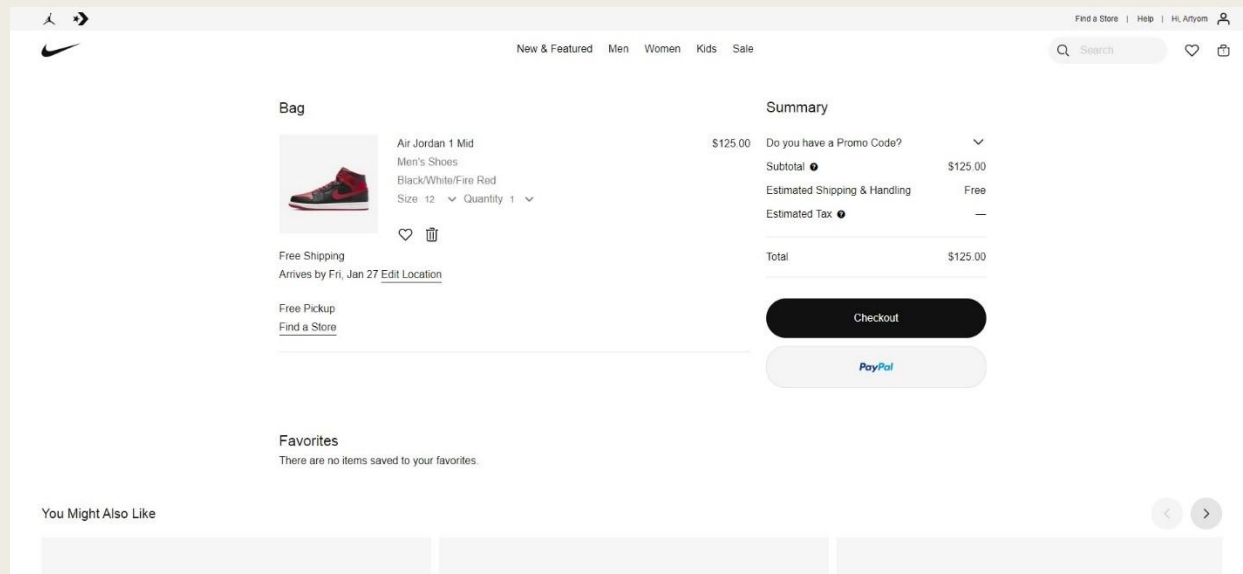 Find a Store | Help | Hi, Artyom
New & Featured Men Women Kids Sale
Search
1
Bag
Air Jordan 1 Mid
$125.00
Men's Shoes
Black/White/Fire Red
Size 12 Quantity 1
Free Shipping
Arrives by Fri, Jan 27 Edit Location
Free Pickup
Find a Store
Summary
Do you have a Promo Code?
Subtotal ? $125.00
Estimated Shipping & Handling Free
Estimated Tax ? —
Total $125.00
Checkout
PayPal
Favorites
There are no items saved to your favorites.
You Might Also Like